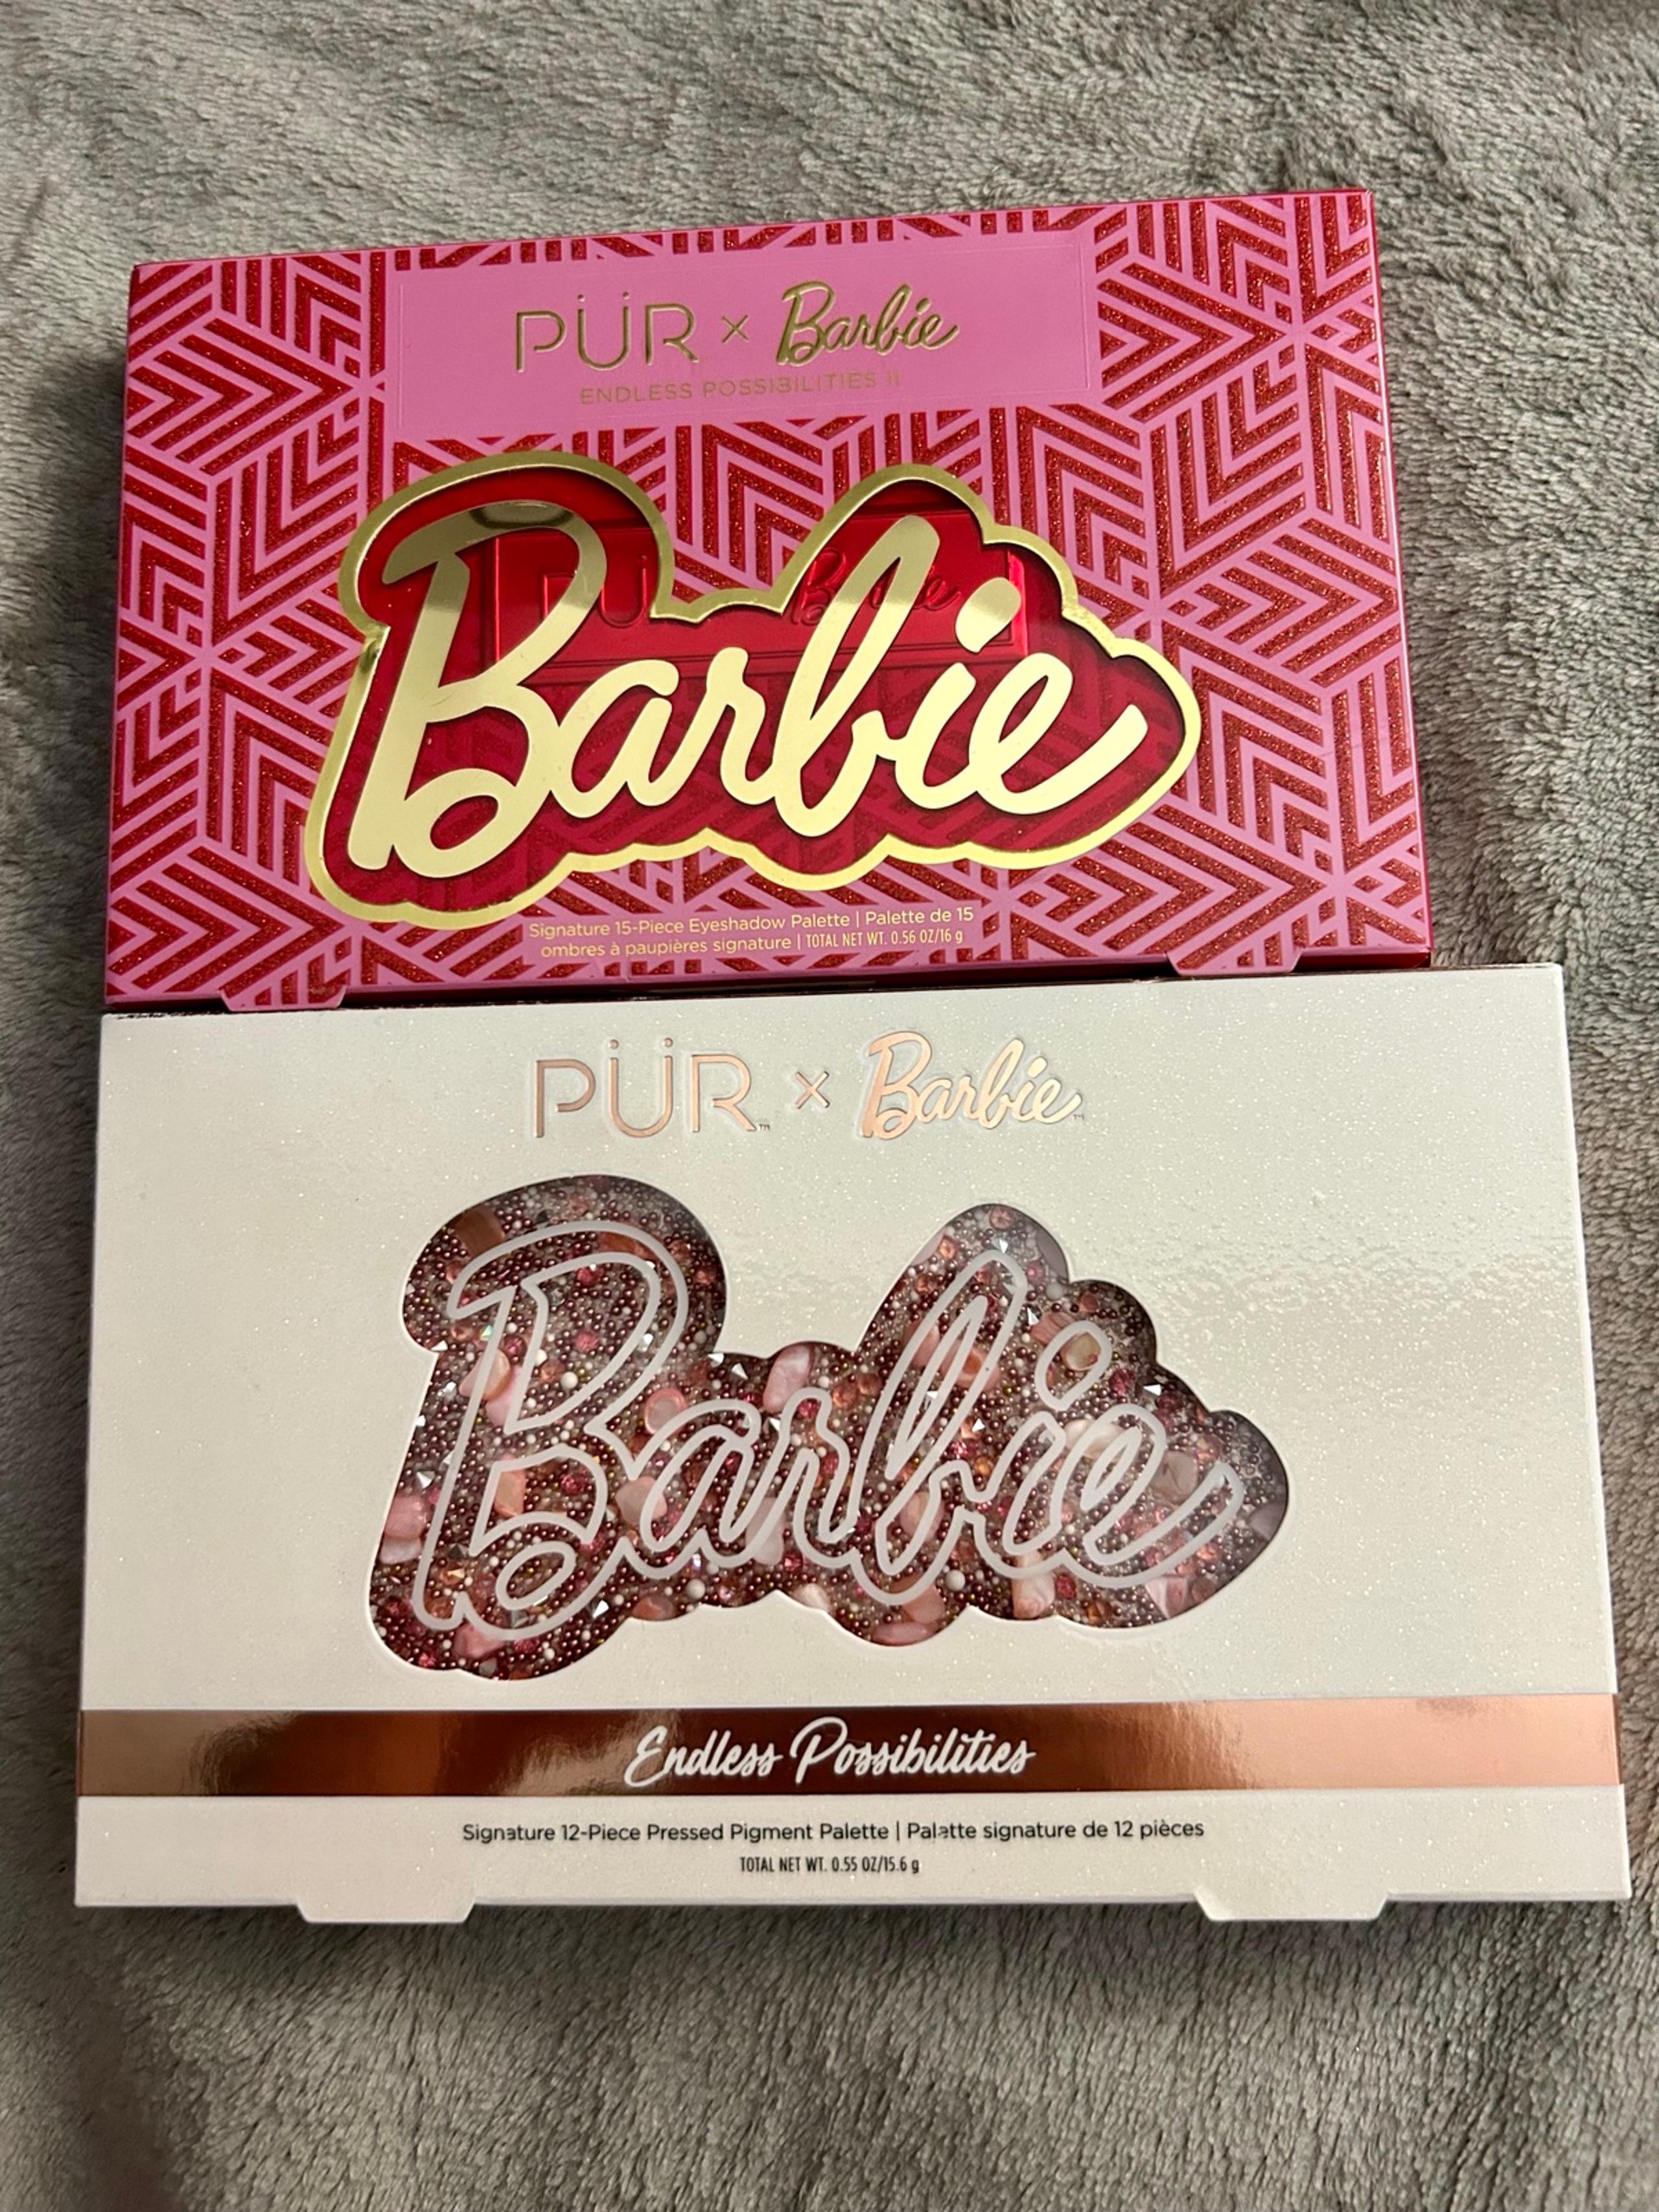 PÜR × Barbie
ENDLESS POSSIBILITIES II
Barbie
Signature 15-Piece Eyeshadow Palette | Palette de 15
ombres à paupières signature | TOTAL NET WT. 0.56 OZ/16 g
PÜR™ × Barbie™
Barbie
Endless Possibilities
Signature 12-Piece Pressed Pigment Palette | Palette signature de 12 pièces
TOTAL NET WT. 0.55 OZ/15.6 g